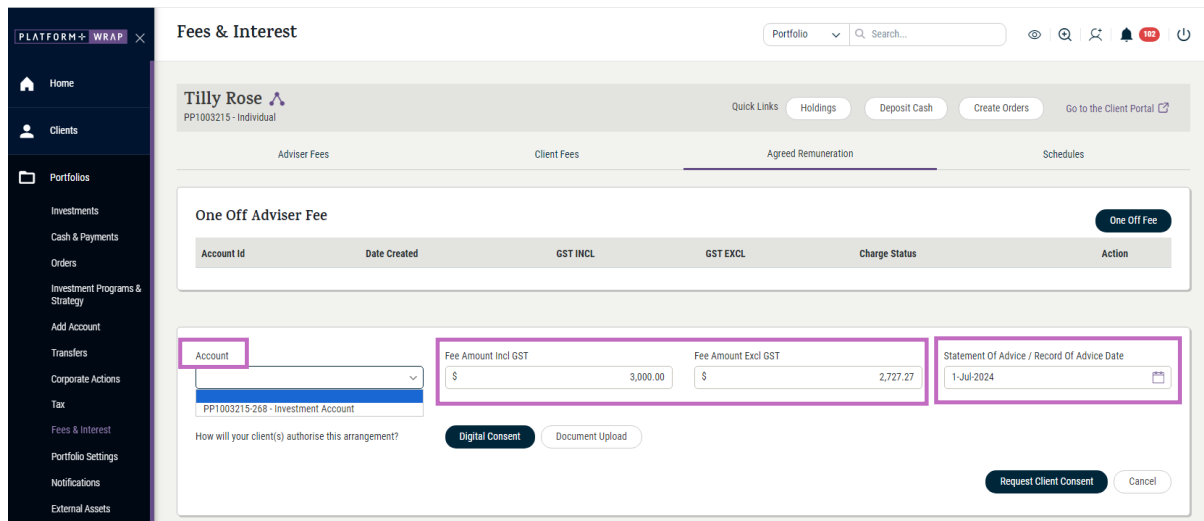 PLATFORM+ WRAP
Home
Clients
Portfolios
Investments
Cash & Payments
Orders
Investment Programs &
Strategy
Add Account
Transfers
Corporate Actions
Tax
Fees & Interest
Portfolio Settings
Notifications
External Assets
Fees & Interest
Portfolio
Search...
102
Tilly Rose
PP1003215 - Individual
Quick Links
Holdings
Deposit Cash
Create Orders
Go to the Client Portal
Adviser Fees
Client Fees
Agreed Remuneration
Schedules
One Off Adviser Fee
One Off Fee
Account Id Date Created GST INCL GST EXCL Charge Status Action
Account
PP1003215-268 - Investment Account
Fee Amount Incl GST
$ 3,000.00
Fee Amount Excl GST
$ 2,727.27
Statement Of Advice / Record Of Advice Date
1-Jul-2024
How will your client(s) authorise this arrangement?
Digital Consent
Document Upload
Request Client Consent
Cancel